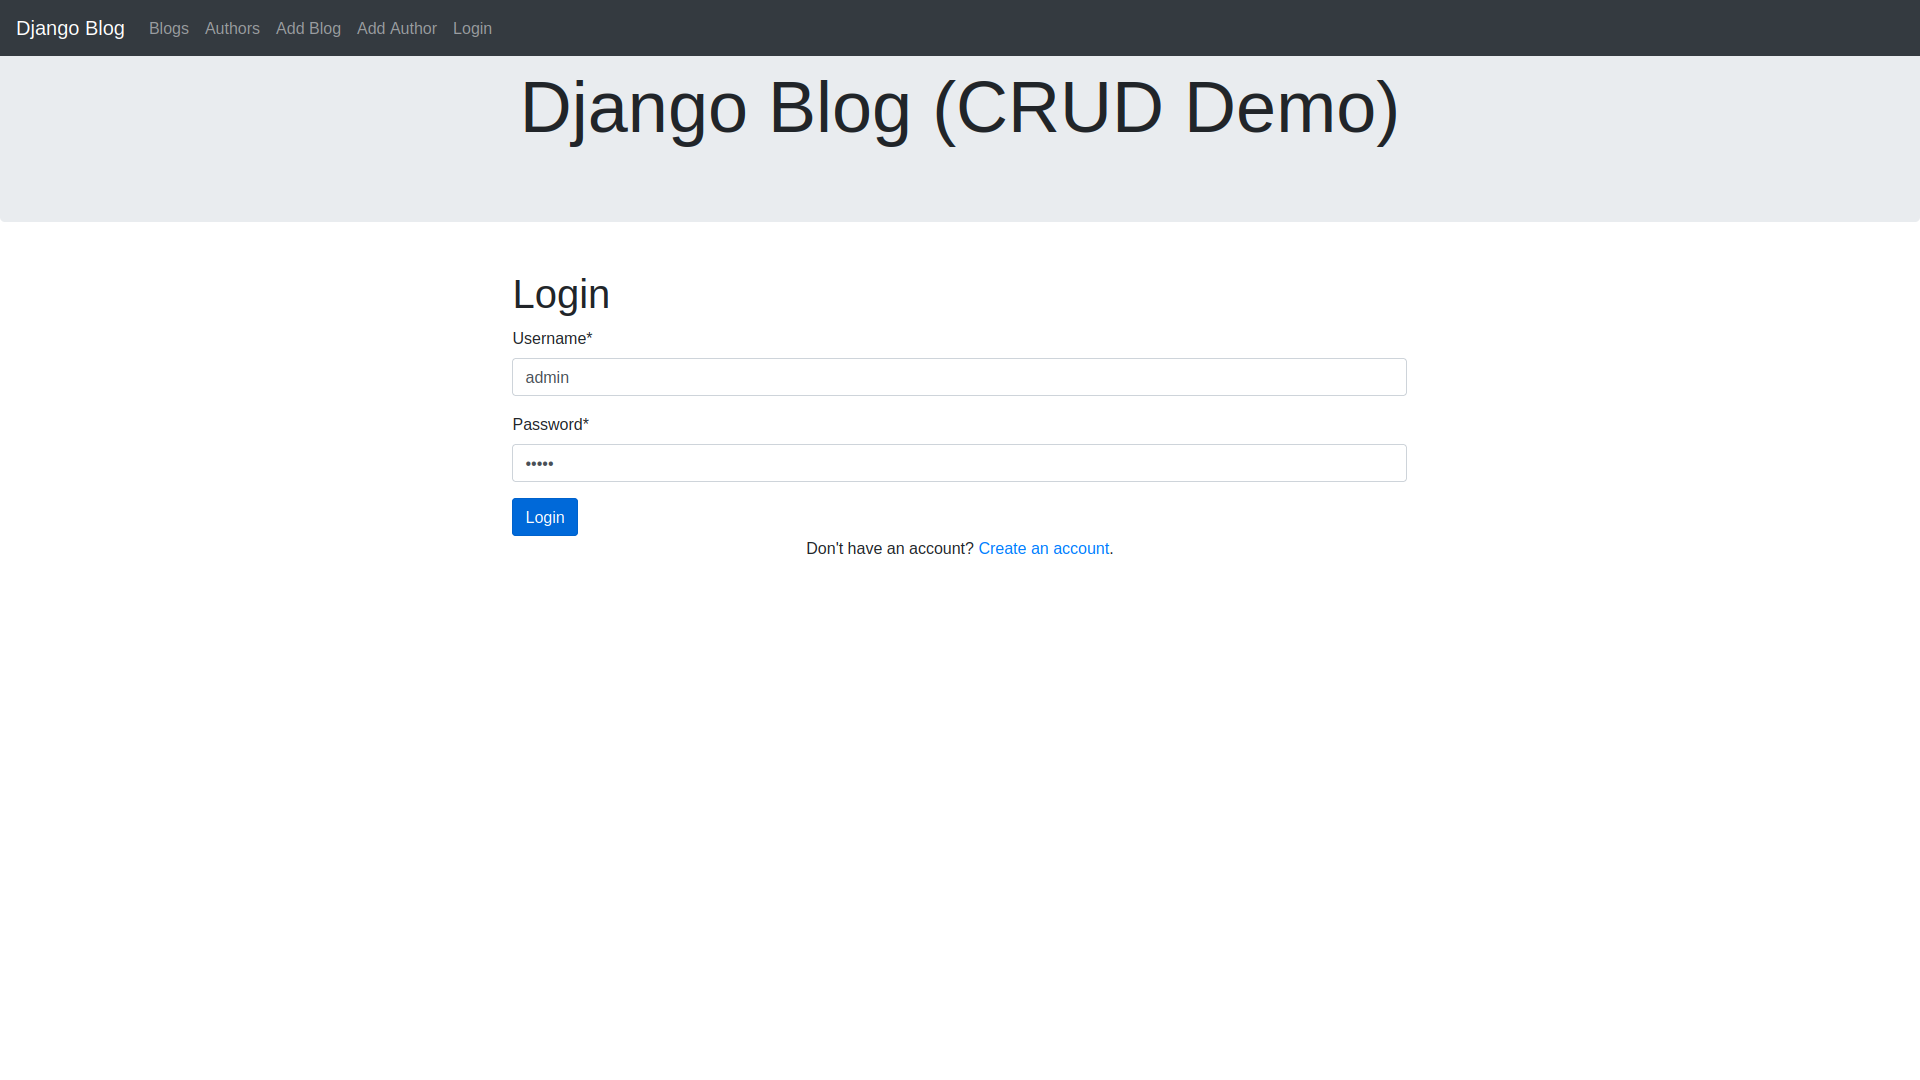 Django Blog Blogs Authors Add Blog Add Author Login
Django Blog (CRUD Demo)
Login
Username*
admin
Password*
•••••
Login
Don't have an account? Create an account.